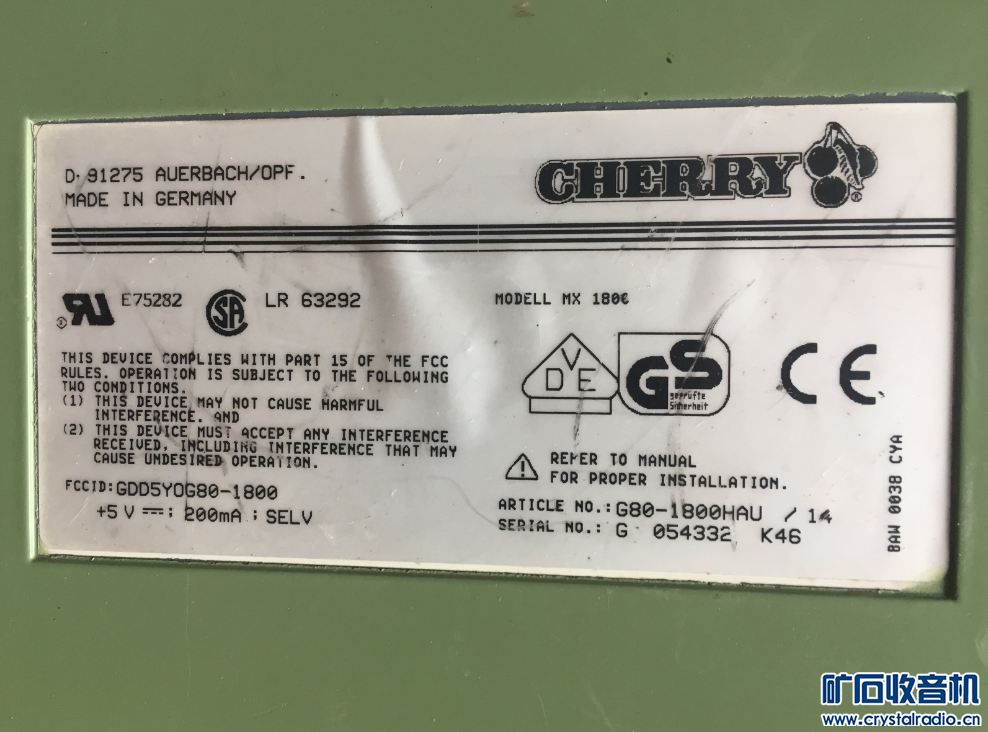 D-91275 AUERBACH/OPF.
MADE IN GERMANY
CHERRY
®
E75282
LR 63292
MODELL MX 1800
THIS DEVICE COMPLIES WITH PART 15 OF THE FCC
RULES. OPERATION IS SUBJECT TO THE FOLLOWING
TWO CONDITIONS.
(1) THIS DEVICE MAY NOT CAUSE HARMFUL
INTERFERENCE. AND
(2) THIS DEVICE MUST ACCEPT ANY INTERFERENCE
RECEIVED, INCLUDING INTERFERENCE THAT MAY
CAUSE UNDESIRED OPERATION.
FCCID:GDD5YOG80-1800
+5 V ⎓: 200mA ; SELV
VDE
GS
geprüfte
Sicherheit
CE
REFER TO MANUAL
FOR PROPER INSTALLATION.
ARTICLE NO.:G80-1800HAU / 14
SERIAL NO.: G 054332 K46
BAW 0038 CYA
矿石收音机
www.crystalradio.cn